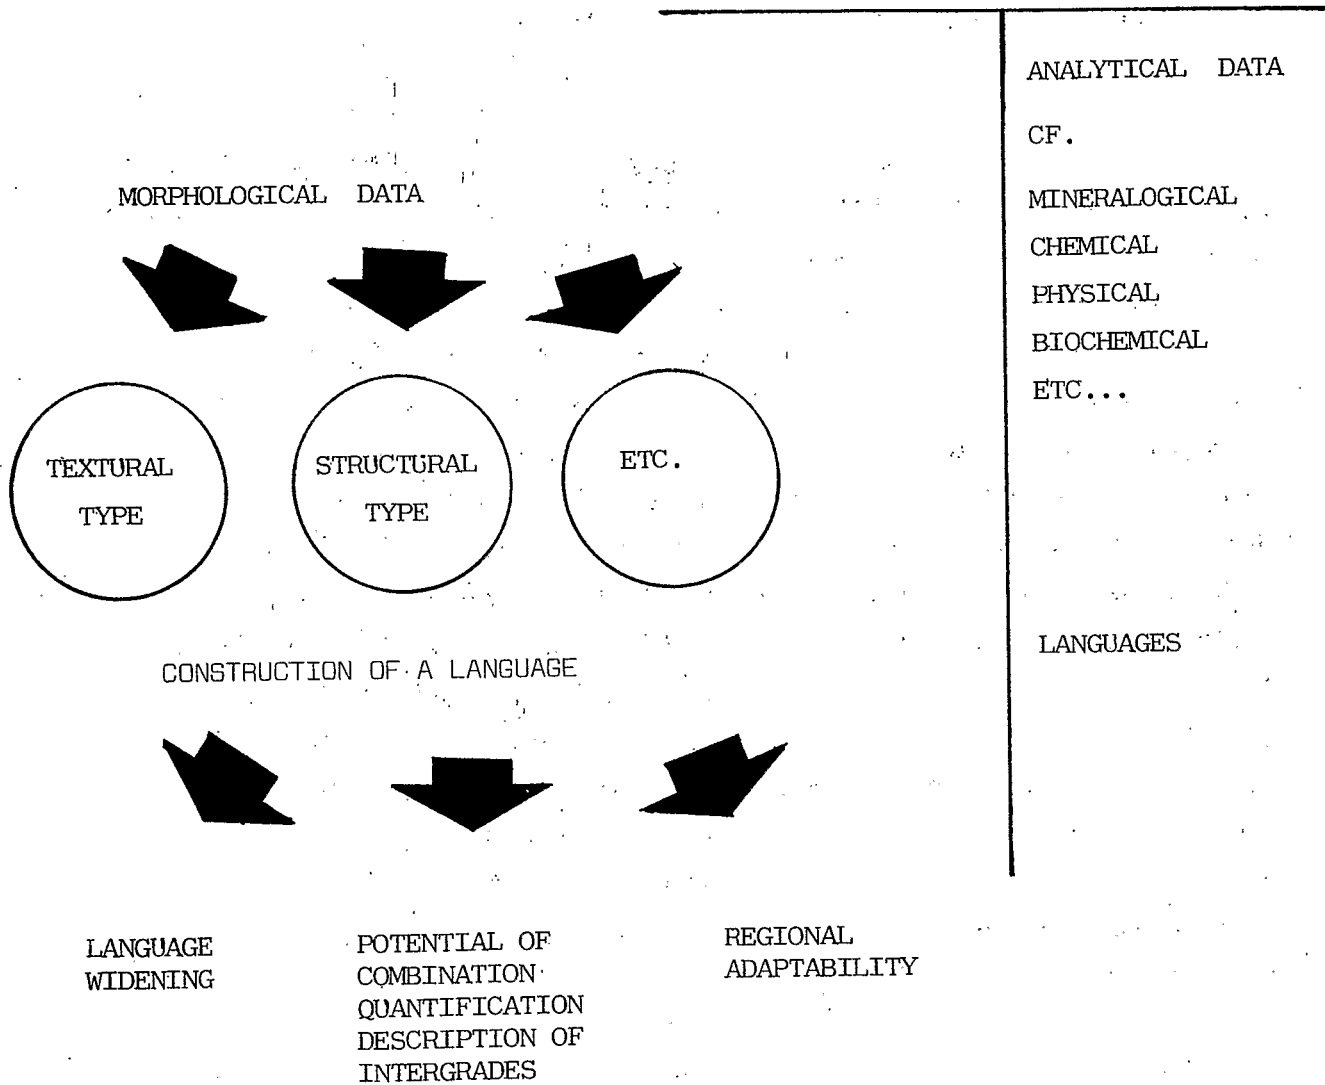 MORPHOLOGICAL DATA
TEXTURAL
TYPE
STRUCTURAL
TYPE
ETC.
CONSTRUCTION OF A LANGUAGE
LANGUAGE
WIDENING
POTENTIAL OF
COMBINATION
QUANTIFICATION
DESCRIPTION OF
INTERGRADES
REGIONAL
ADAPTABILITY
ANALYTICAL DATA
CF.
MINERALOGICAL
CHEMICAL
PHYSICAL
BIOCHEMICAL
ETC...
LANGUAGES